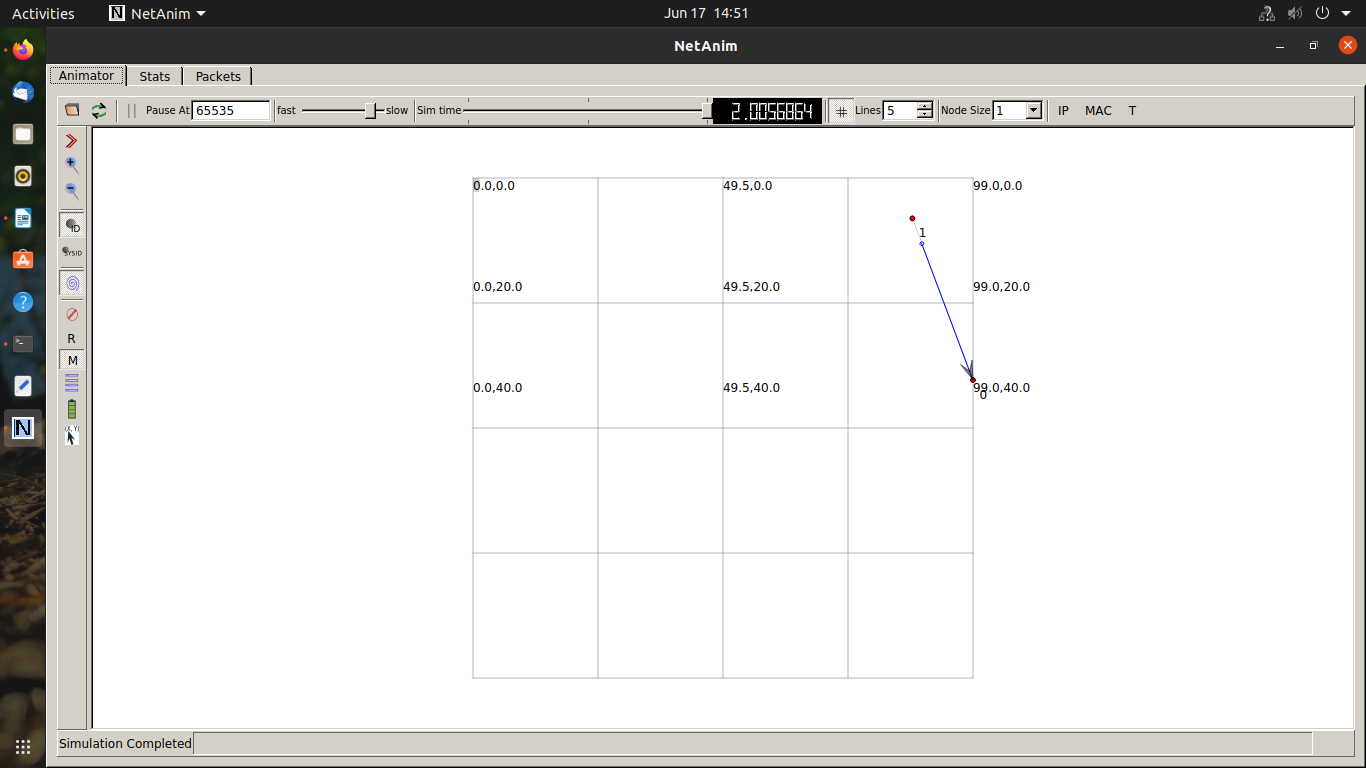 Activities NetAnim Jun 17 14:51
NetAnim
Animator Stats Packets
Pause At 65535 fast slow Sim time 2.0056864 Lines 5 Node Size 1 IP MAC T
0.0,0.0 49.5,0.0 99.0,0.0
1
ID
SYSID
0.0,20.0 49.5,20.0 99.0,20.0
R
M
0.0,40.0 49.5,40.0 99.0,40.0
0
(X,Y)
Simulation Completed